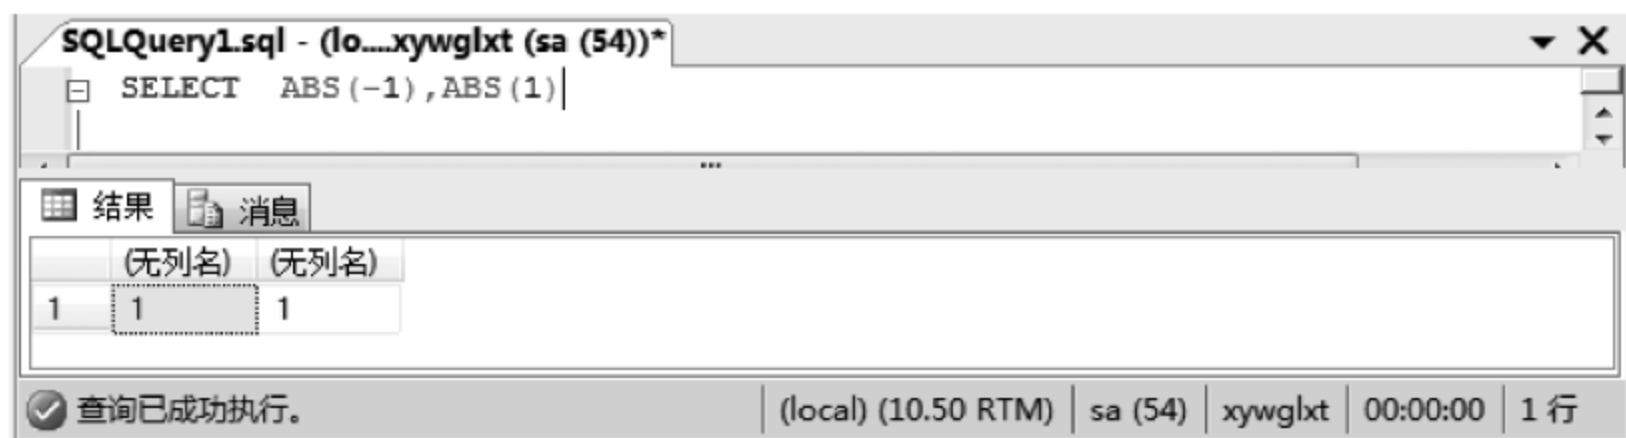 SQLQuery1.sql - (lo....xywglxt (sa (54))*
SELECT ABS(-1),ABS(1)
结果 消息
(无列名) (无列名)
1 1 1
查询已成功执行。 (local) (10.50 RTM) sa (54) xywglxt 00:00:00 1 行